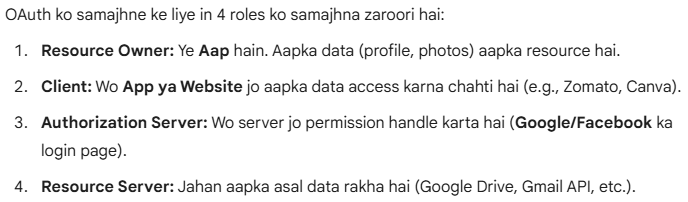 OAuth ko samajhne ke liye in 4 roles ko samajhna zaroori hai:
1. Resource Owner: Ye Aap hain. Aapka data (profile, photos) aapka resource hai.
2. Client: Wo App ya Website jo aapka data access karna chahti hai (e.g., Zomato, Canva).
3. Authorization Server: Wo server jo permission handle karta hai (Google/Facebook ka
login page).
4. Resource Server: Jahan aapka asal data rakha hai (Google Drive, Gmail API, etc.).